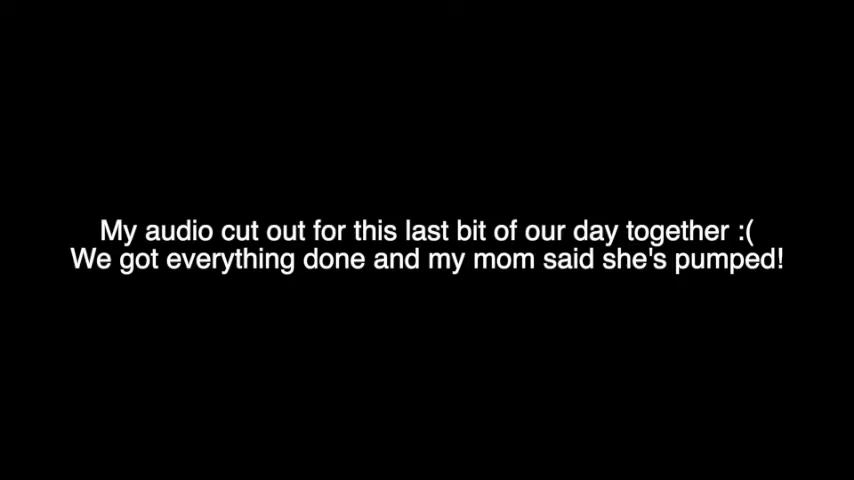 My audio cut out for this last bit of our day together :(
We got everything done and my mom said she's pumped!